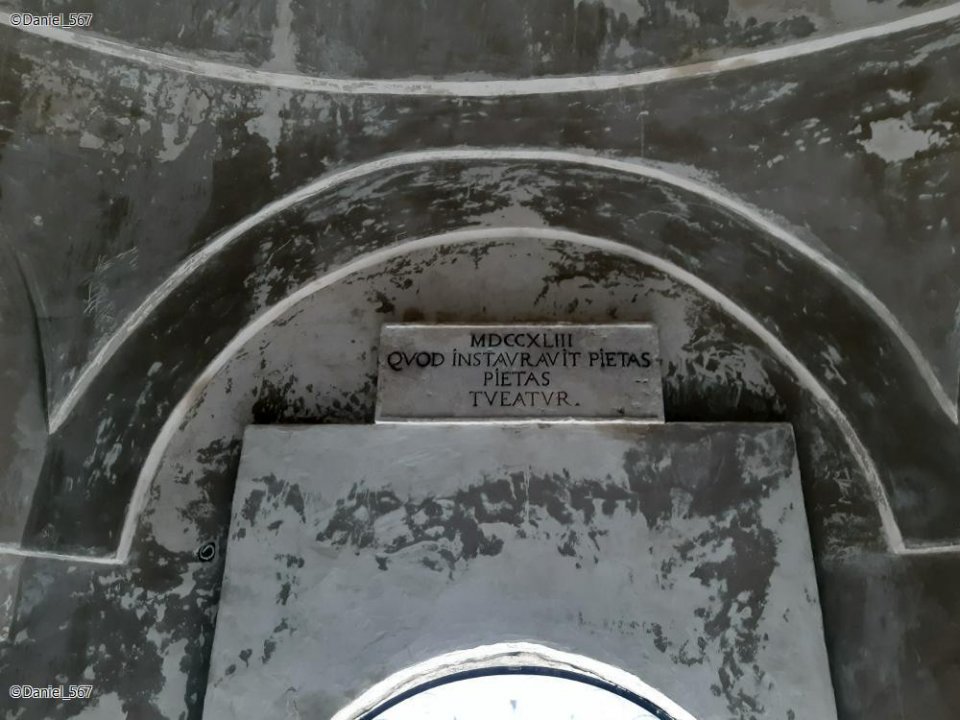 ©Daniel_567
MDCCXLIII
QVOD INSTAVRAVIT PIETAS
PIETAS
TVEATVR.
©Daniel_567